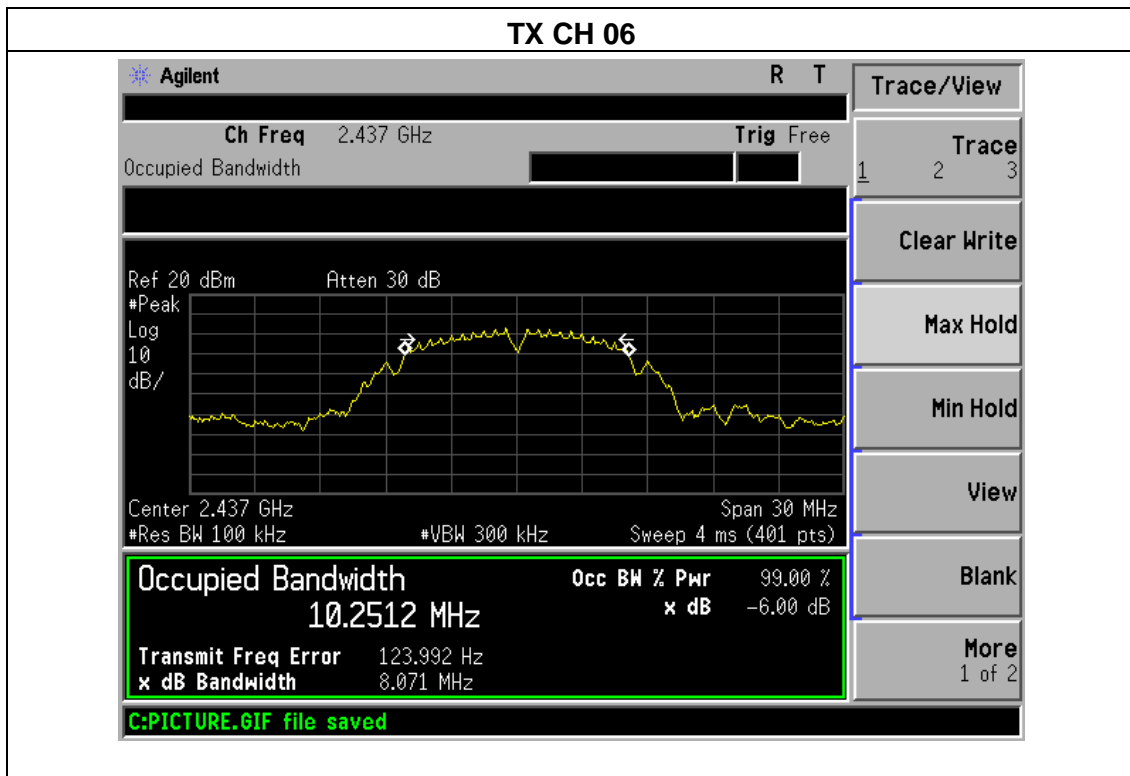 TX CH 06
Agilent R T
Ch Freq 2.437 GHz Trig Free
Occupied Bandwidth
Ref 20 dBm Atten 30 dB
#Peak
Log
10
dB/
Center 2.437 GHz Span 30 MHz
#Res BW 100 kHz #VBW 300 kHz Sweep 4 ms (401 pts)
Occupied Bandwidth Occ BW % Pwr 99.00 %
10.2512 MHz x dB -6.00 dB
Transmit Freq Error 123.992 Hz
x dB Bandwidth 8.071 MHz
C:PICTURE.GIF file saved
Trace/View
Trace
1 2 3
Clear Write
Max Hold
Min Hold
View
Blank
More
1 of 2